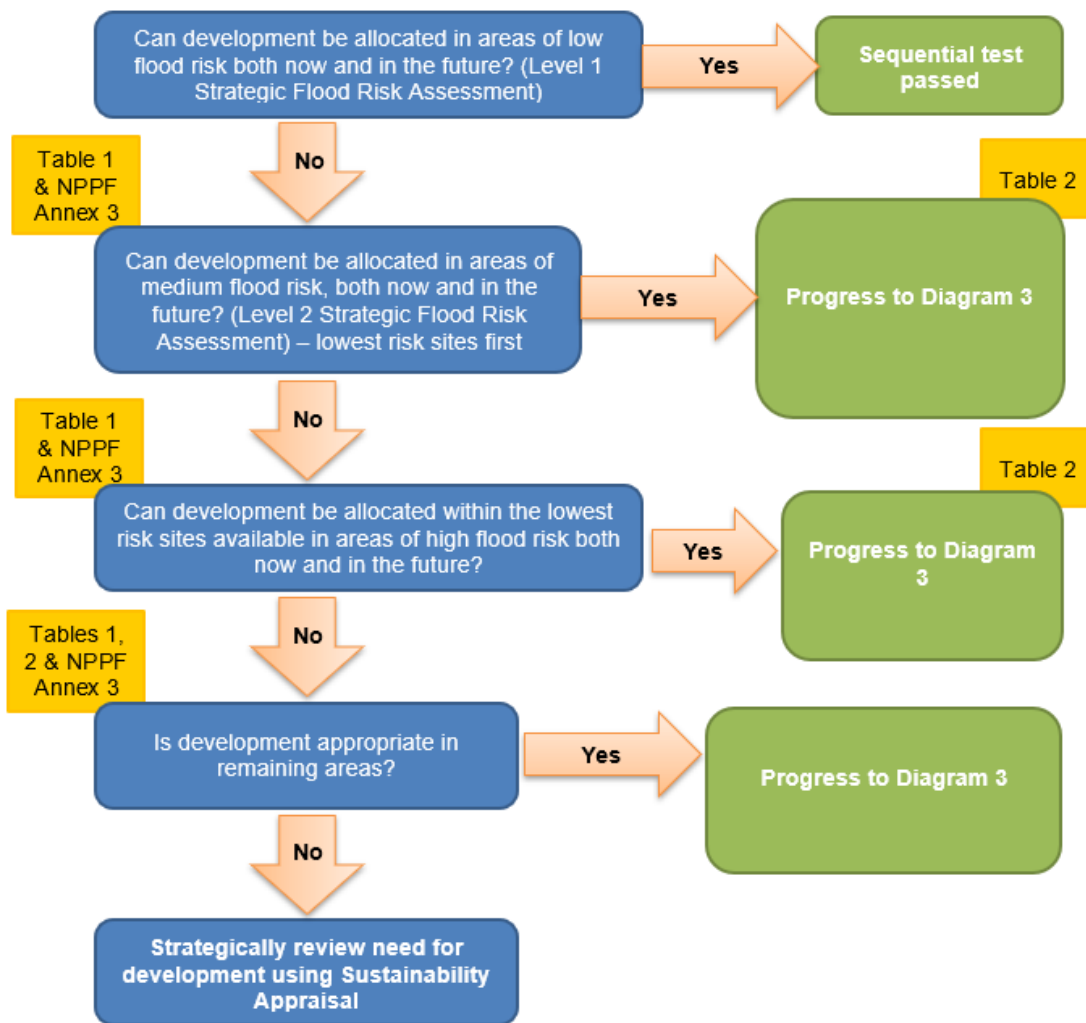 Can development be allocated in areas of low
flood risk both now and in the future? (Level 1
Strategic Flood Risk Assessment)
Yes
Sequential test
passed
No
Table 1
& NPPF
Annex 3
Table 2
Can development be allocated in areas of
medium flood risk, both now and in the
future? (Level 2 Strategic Flood Risk
Assessment) – lowest risk sites first
Yes
Progress to Diagram 3
No
Table 1
& NPPF
Annex 3
Table 2
Can development be allocated within the lowest
risk sites available in areas of high flood risk both
now and in the future?
Yes
Progress to Diagram
3
No
Tables 1,
2 & NPPF
Annex 3
Is development appropriate in
remaining areas?
Yes
Progress to Diagram 3
No
Strategically review need for
development using Sustainability
Appraisal